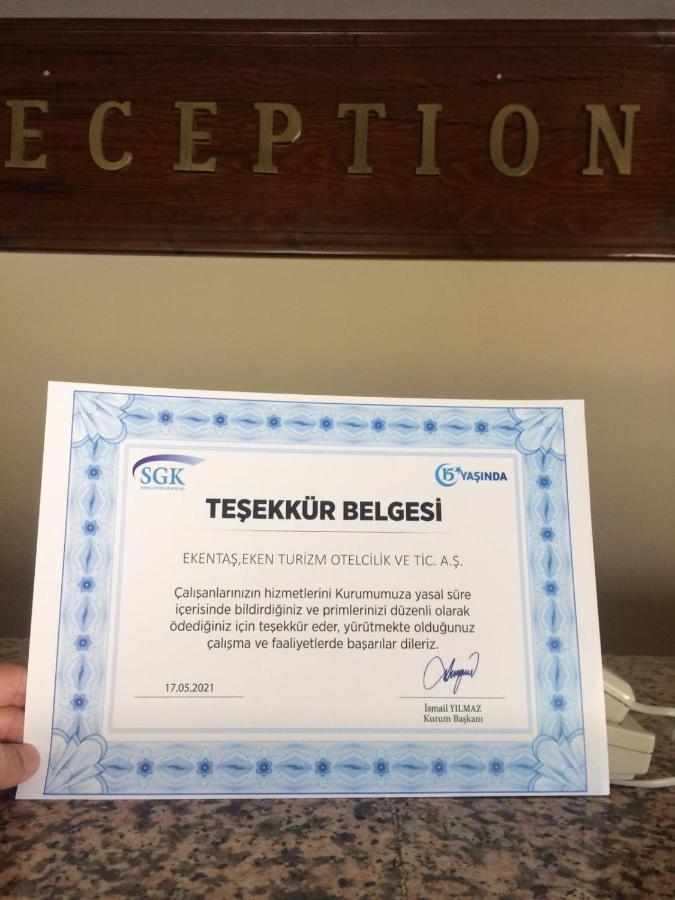 ECEPTION
SGK
15 YAŞINDA
TEŞEKKÜR BELGESİ
EKENTAŞ,EKEN TURİZM OTELCİLİK VE TİC. A.Ş.
Çalışanlarınızın hizmetlerini Kurumumuza yasal süre
içerisinde bildirdiğiniz ve primlerinizi düzenli olarak
ödediğiniz için teşekkür eder, yürütmekte olduğunuz
çalışma ve faaliyetlerde başarılar dileriz.
17.05.2021
İsmail YILMAZ
Kurum Başkanı